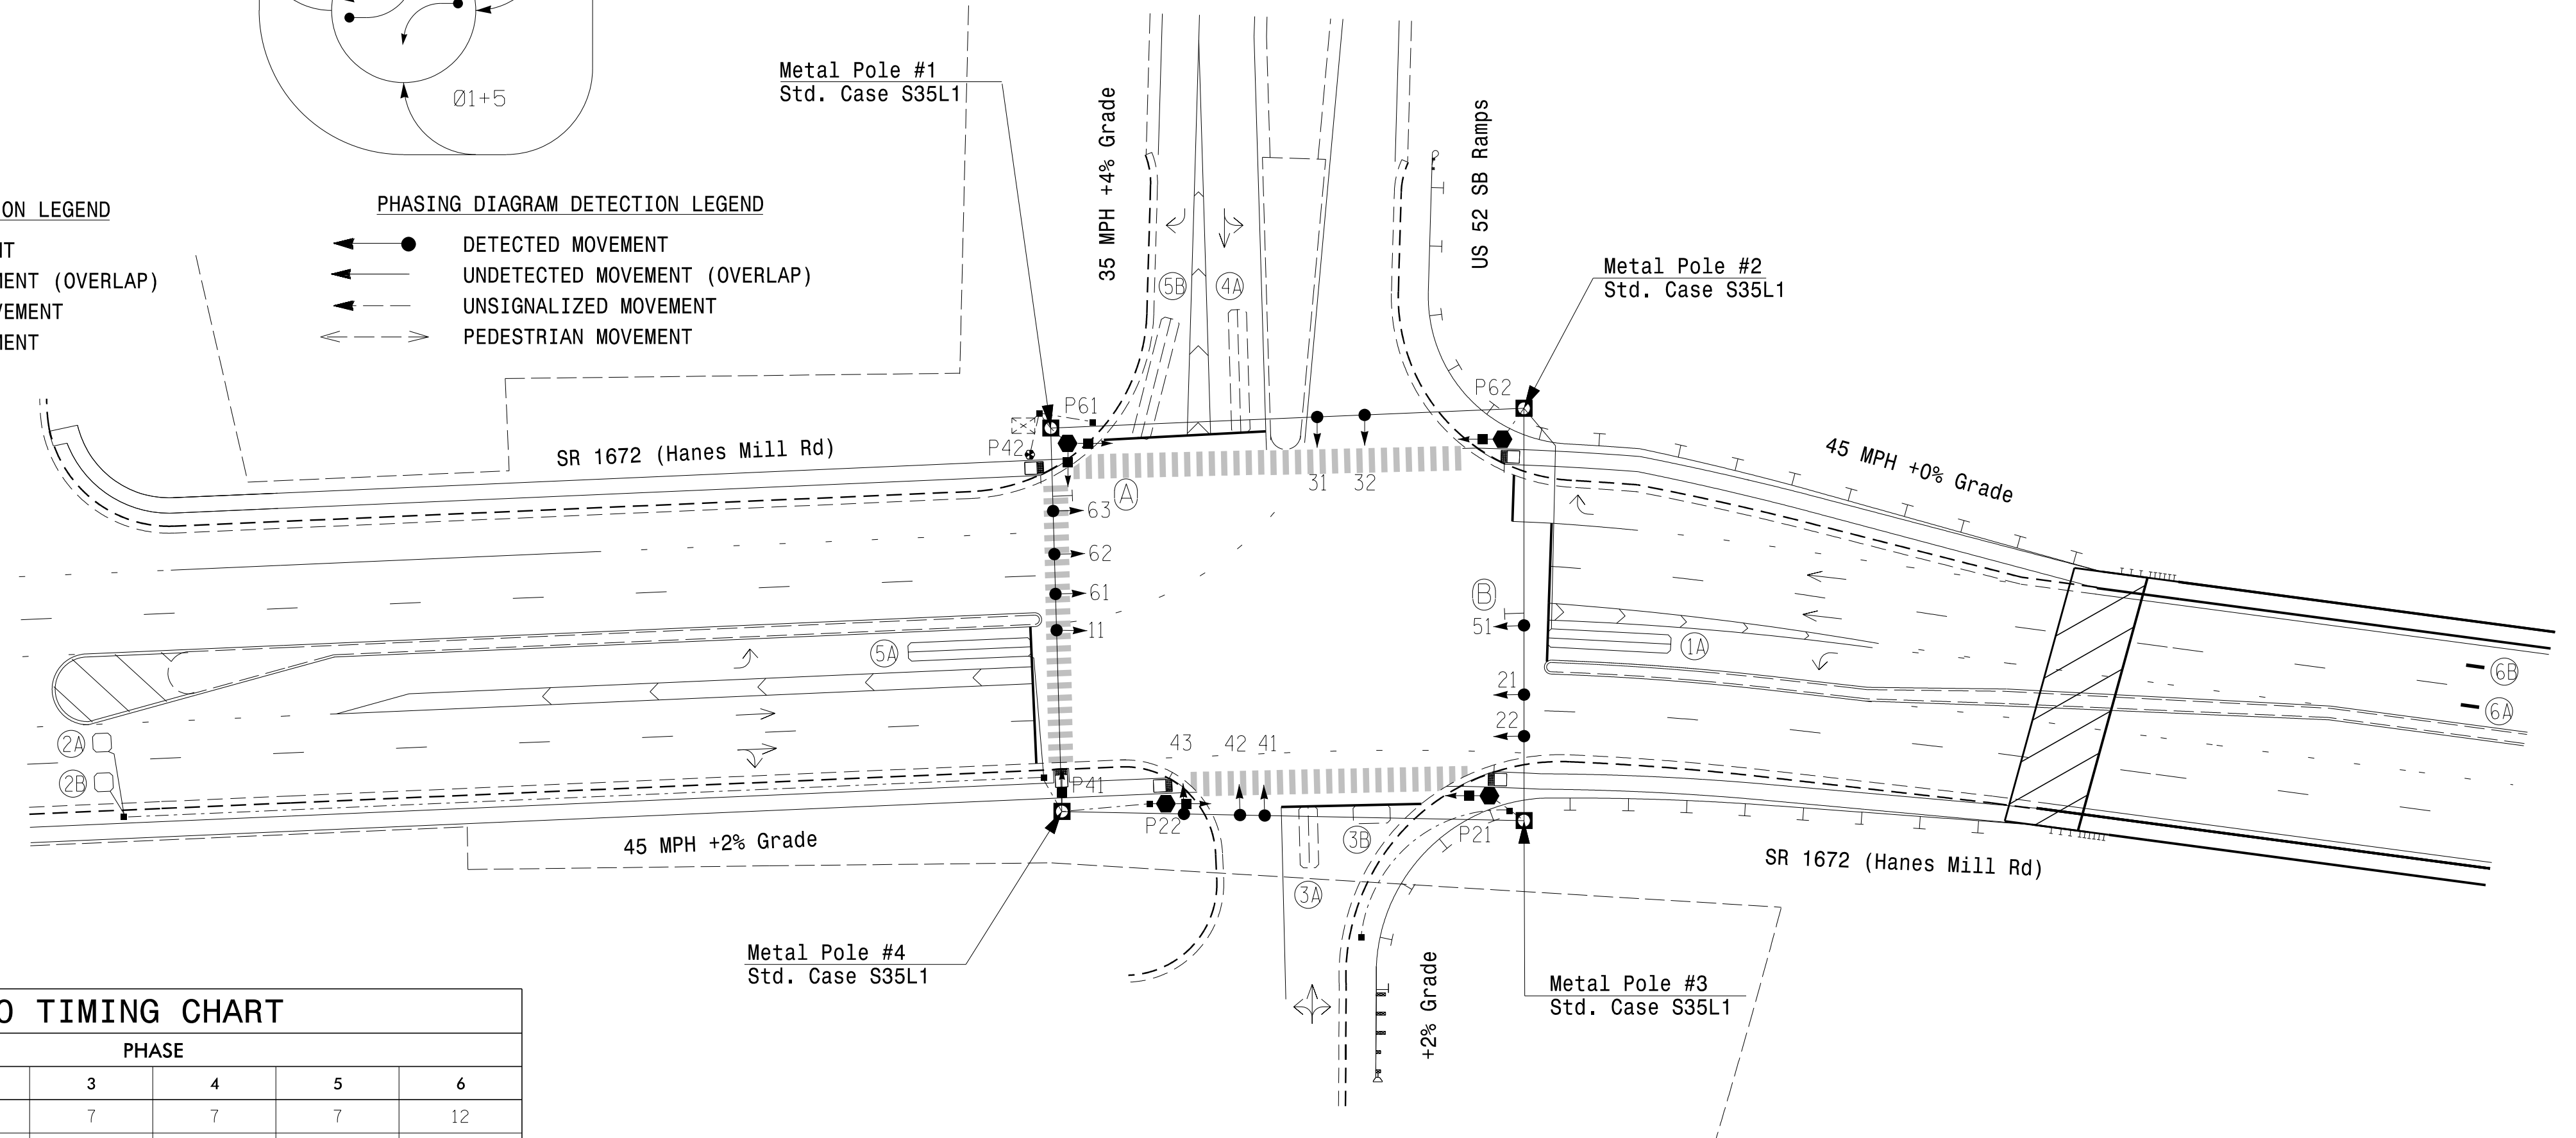 Ø1+5
Metal Pole #1
Std. Case S35L1
35 MPH +4% Grade
US 52 SB Ramps
ON LEGEND
NT
MENT (OVERLAP)
VEMENT
MENT
PHASING DIAGRAM DETECTION LEGEND
DETECTED MOVEMENT
UNDETECTED MOVEMENT (OVERLAP)
UNSIGNALIZED MOVEMENT
PEDESTRIAN MOVEMENT
Metal Pole #2
Std. Case S35L1
5B
4A
P61
P62
P42
SR 1672 (Hanes Mill Rd)
45 MPH +0% Grade
31
32
A
63
62
61
11
B
51
21
22
5A
1A
6B
6A
2A
2B
43
42
41
P41
P22
P21
3B
3A
45 MPH +2% Grade
SR 1672 (Hanes Mill Rd)
Metal Pole #4
Std. Case S35L1
Metal Pole #3
Std. Case S35L1
+2% Grade
O TIMING CHART
PHASE
3 4 5 6
7 7 7 12